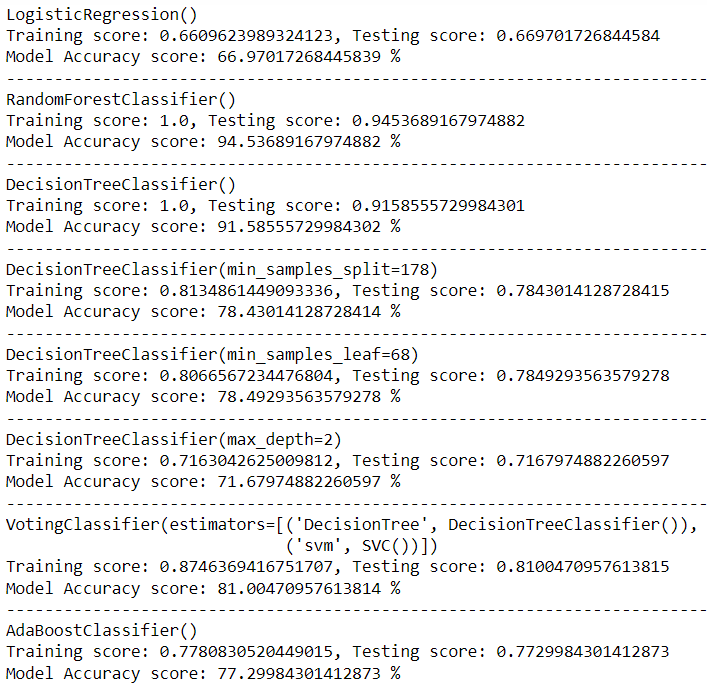 LogisticRegression()
Training score: 0.6609623989324123, Testing score: 0.669701726844584
Model Accuracy score: 66.97017268445839 %
------------------------------------------------------------------------
RandomForestClassifier()
Training score: 1.0, Testing score: 0.9453689167974882
Model Accuracy score: 94.53689167974882 %
------------------------------------------------------------------------
DecisionTreeClassifier()
Training score: 1.0, Testing score: 0.9158555729984301
Model Accuracy score: 91.58555729984302 %
------------------------------------------------------------------------
DecisionTreeClassifier(min_samples_split=178)
Training score: 0.8134861449093336, Testing score: 0.7843014128728415
Model Accuracy score: 78.43014128728414 %
------------------------------------------------------------------------
DecisionTreeClassifier(min_samples_leaf=68)
Training score: 0.8066567234476804, Testing score: 0.7849293563579278
Model Accuracy score: 78.49293563579278 %
------------------------------------------------------------------------
DecisionTreeClassifier(max_depth=2)
Training score: 0.7163042625009812, Testing score: 0.7167974882260597
Model Accuracy score: 71.67974882260597 %
------------------------------------------------------------------------
VotingClassifier(estimators=[('DecisionTree', DecisionTreeClassifier()),
                             ('svm', SVC())])
Training score: 0.8746369416751707, Testing score: 0.8100470957613815
Model Accuracy score: 81.00470957613814 %
------------------------------------------------------------------------
AdaBoostClassifier()
Training score: 0.7780830520449015, Testing score: 0.7729984301412873
Model Accuracy score: 77.29984301412873 %